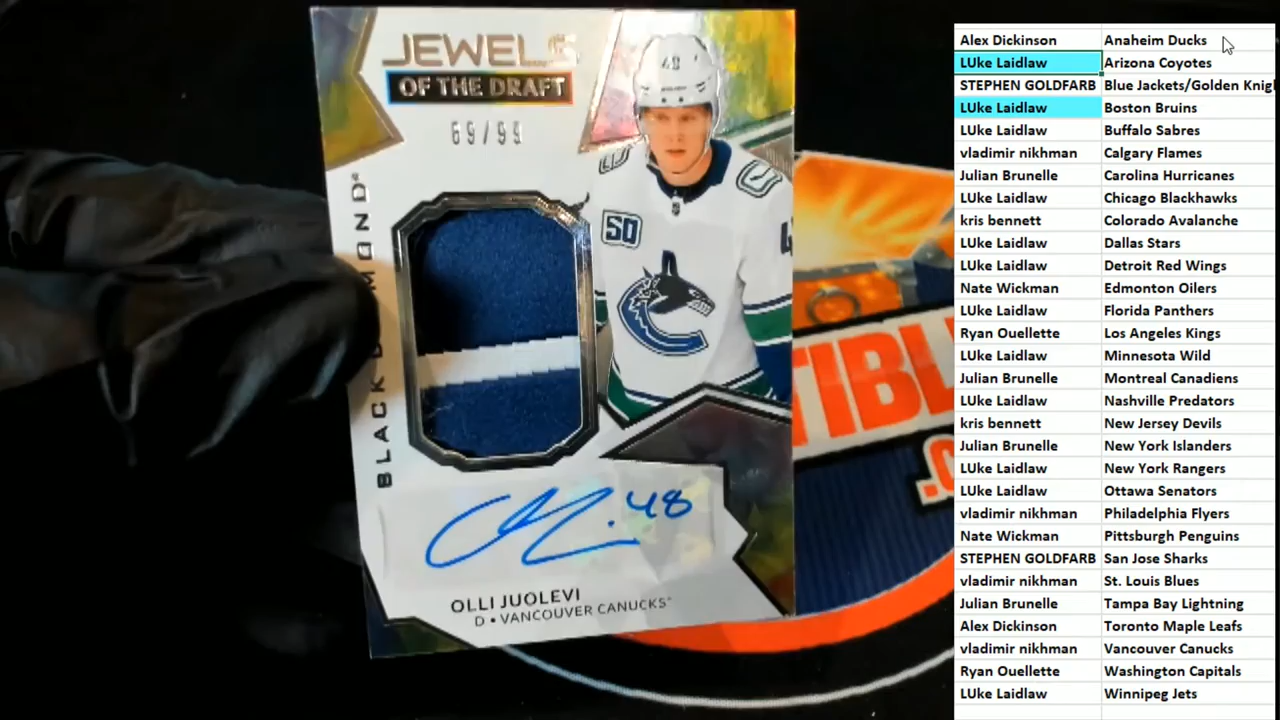 JEWELS
OF THE DRAFT
69/99
BLACK DIAMOND
48
50
4
48
OLLI JUOLEVI
D • VANCOUVER CANUCKS
TIBL
.C
Alex Dickinson Anaheim Ducks
LUke Laidlaw Arizona Coyotes
STEPHEN GOLDFARB Blue Jackets/Golden Knigl
LUke Laidlaw Boston Bruins
LUke Laidlaw Buffalo Sabres
vladimir nikhman Calgary Flames
Julian Brunelle Carolina Hurricanes
LUke Laidlaw Chicago Blackhawks
kris bennett Colorado Avalanche
LUke Laidlaw Dallas Stars
LUke Laidlaw Detroit Red Wings
Nate Wickman Edmonton Oilers
LUke Laidlaw Florida Panthers
Ryan Ouellette Los Angeles Kings
LUke Laidlaw Minnesota Wild
Julian Brunelle Montreal Canadiens
LUke Laidlaw Nashville Predators
kris bennett New Jersey Devils
Julian Brunelle New York Islanders
LUke Laidlaw New York Rangers
LUke Laidlaw Ottawa Senators
vladimir nikhman Philadelphia Flyers
Nate Wickman Pittsburgh Penguins
STEPHEN GOLDFARB San Jose Sharks
vladimir nikhman St. Louis Blues
Julian Brunelle Tampa Bay Lightning
Alex Dickinson Toronto Maple Leafs
vladimir nikhman Vancouver Canucks
Ryan Ouellette Washington Capitals
LUke Laidlaw Winnipeg Jets